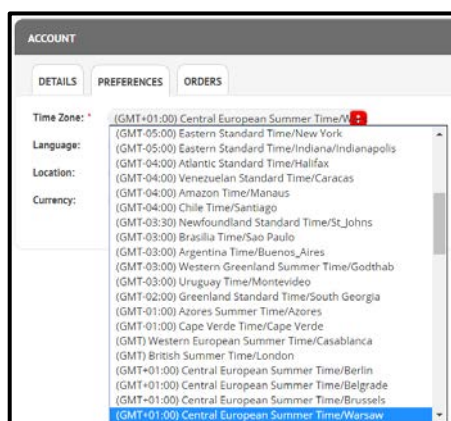 ACCOUNT
DETAILS PREFERENCES ORDERS
Time Zone: * (GMT+01:00) Central European Summer Time/W
(GMT-05:00) Eastern Standard Time/New York
Language: (GMT-05:00) Eastern Standard Time/Indiana/Indianapolis
(GMT-04:00) Atlantic Standard Time/Halifax
Location: (GMT-04:00) Venezuelan Standard Time/Caracas
(GMT-04:00) Amazon Time/Manaus
Currency: (GMT-04:00) Chile Time/Santiago
(GMT-03:30) Newfoundland Standard Time/St_Johns
(GMT-03:00) Brasilia Time/Sao Paulo
(GMT-03:00) Argentina Time/Buenos_Aires
(GMT-03:00) Western Greenland Summer Time/Godthab
(GMT-03:00) Uruguay Time/Montevideo
(GMT-02:00) Greenland Standard Time/South Georgia
(GMT-01:00) Azores Summer Time/Azores
(GMT-01:00) Cape Verde Time/Cape Verde
(GMT) Western European Summer Time/Casablanca
(GMT) British Summer Time/London
(GMT+01:00) Central European Summer Time/Berlin
(GMT+01:00) Central European Summer Time/Belgrade
(GMT+01:00) Central European Summer Time/Brussels
(GMT+01:00) Central European Summer Time/Warsaw